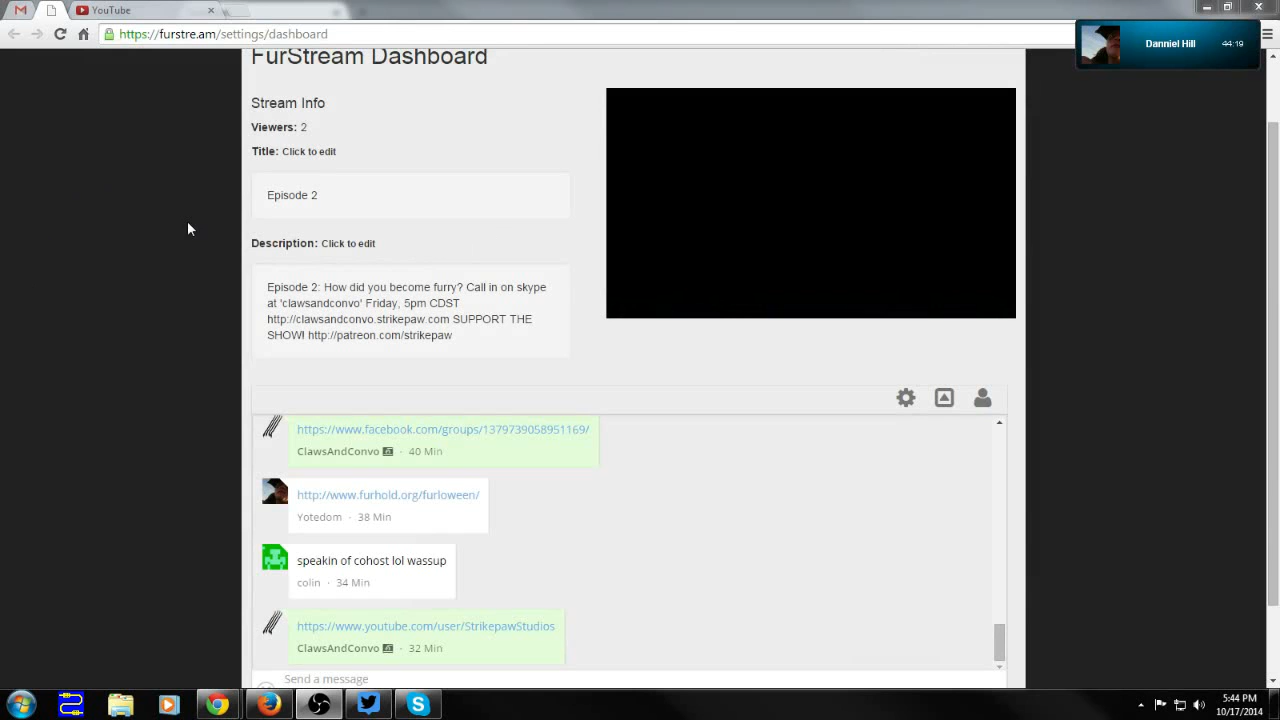 YouTube
https://furstre.am/settings/dashboard
Danniel Hill
44:19
FurStream Dashboard
Stream Info
Viewers: 2
Title: Click to edit
Episode 2
Description: Click to edit
Episode 2: How did you become furry? Call in on skype
at 'clawsandconvo' Friday, 5pm CDST
http://clawsandconvo.strikepaw.com SUPPORT THE
SHOW! http://patreon.com/strikepaw
https://www.facebook.com/groups/1379739058951169/
ClawsAndConvo · 40 Min
http://www.furhold.org/furloween/
Yotedom · 38 Min
speakin of cohost lol wassup
colin · 34 Min
https://www.youtube.com/user/StrikepawStudios
ClawsAndConvo · 32 Min
Send a message
5:44 PM
10/17/2014